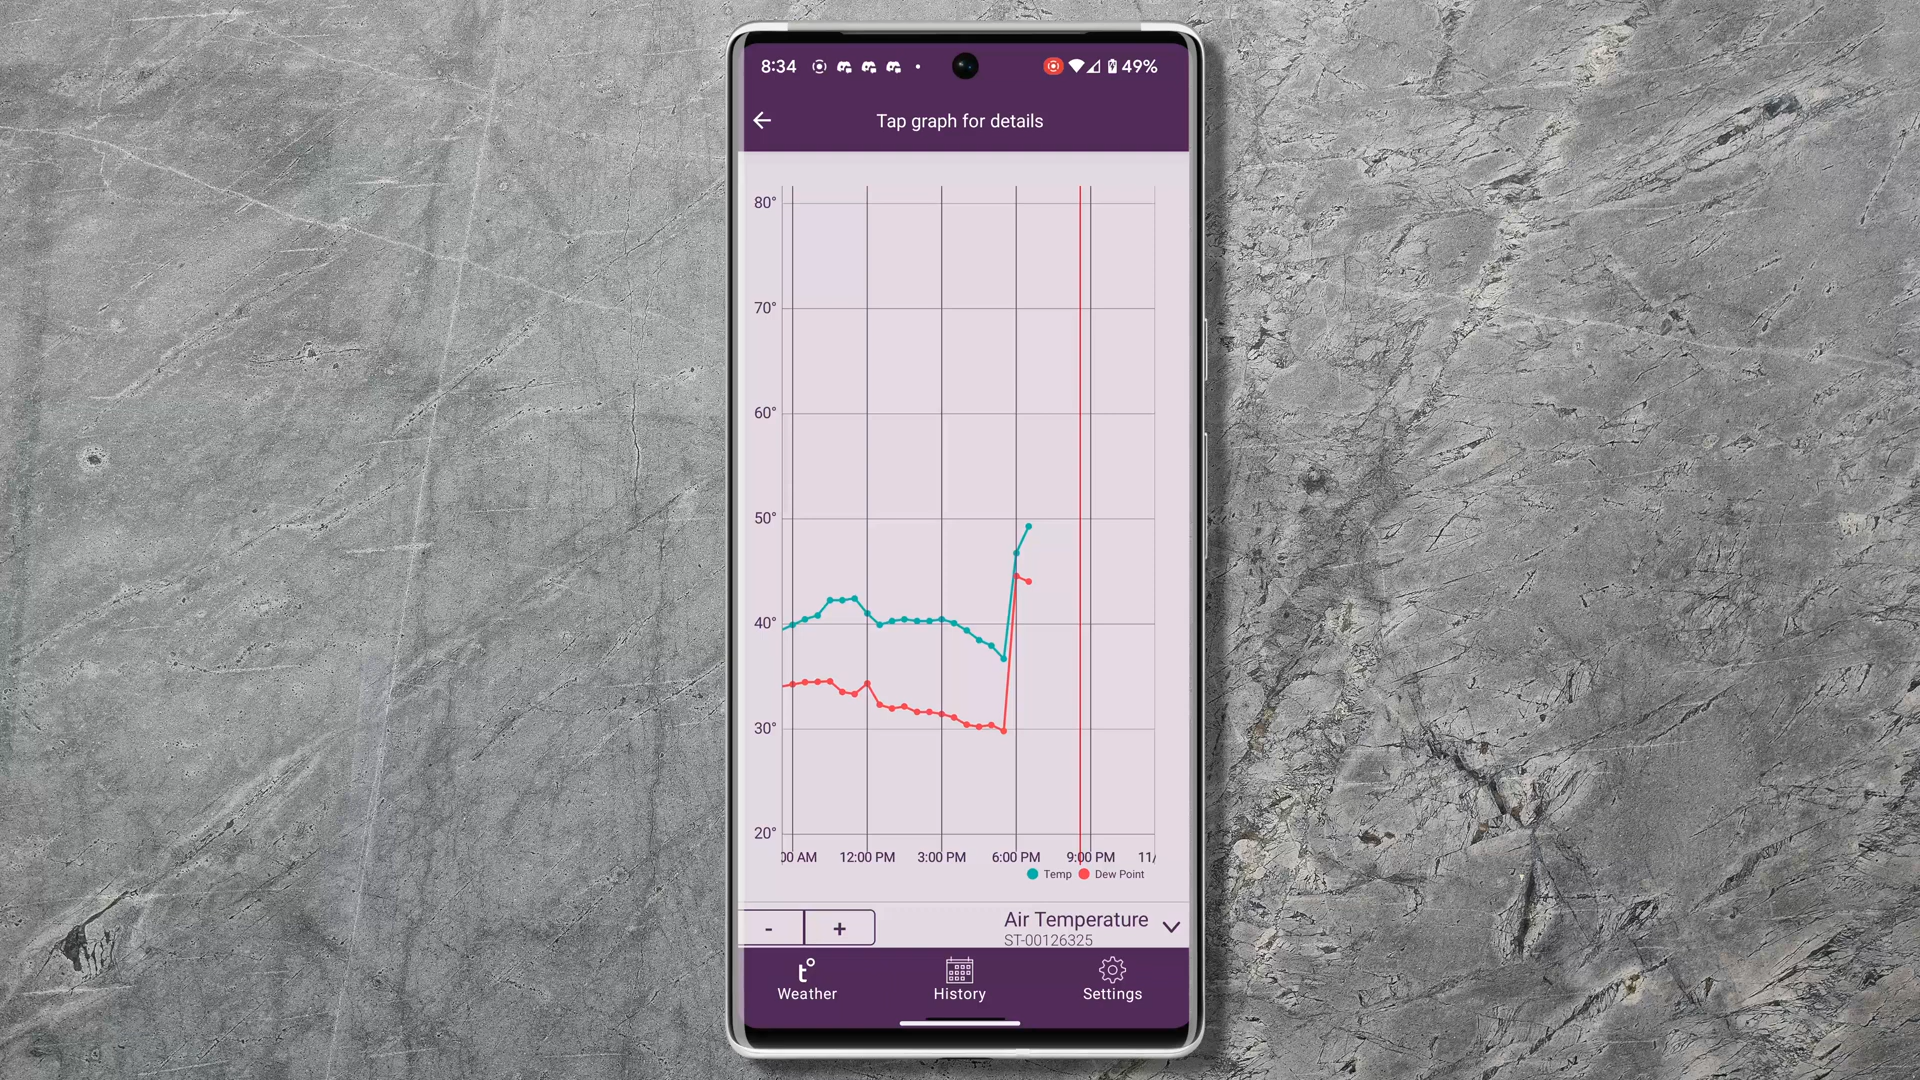 8:34 49%
Tap graph for details
80°
70°
60°
50°
40°
30°
20°
00 AM 12:00 PM 3:00 PM 6:00 PM 9:00 PM 11/
Temp Dew Point
- + Air Temperature
ST-00126325
t° Weather
History
Settings